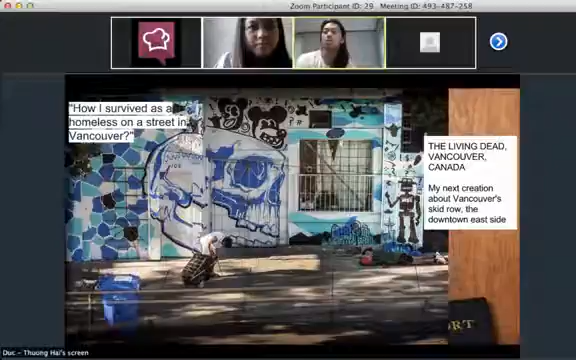 Zoom Participant ID: 29   Meeting ID: 493-487-258
"How I survived as a
homeless on a street in
Vancouver?"
THE LIVING DEAD,
VANCOUVER,
CANADA
My next creation
about Vancouver's
skid row, the
downtown east side
Duc - Thuong Hai's screen